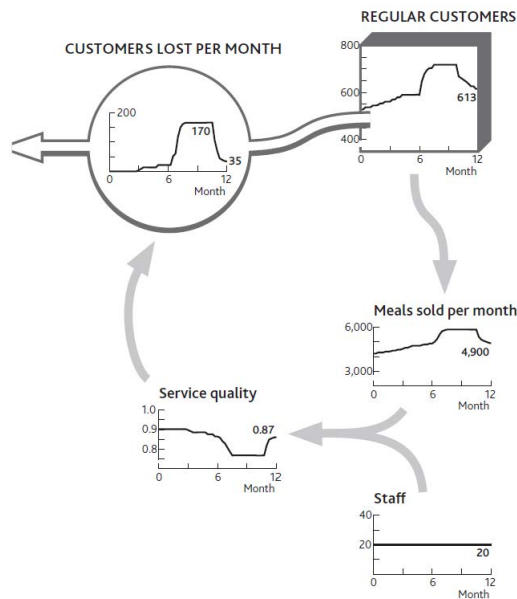 REGULAR CUSTOMERS
800
600
400
613
0 6 12
Month
CUSTOMERS LOST PER MONTH
200
170
35
0 6 12
Month
Meals sold per month
6,000
3,000
4,900
0 6 12
Month
Service quality
1.0
0.9
0.8
0.87
0 6 12
Month
Staff
40
20
20
0 6 12
Month